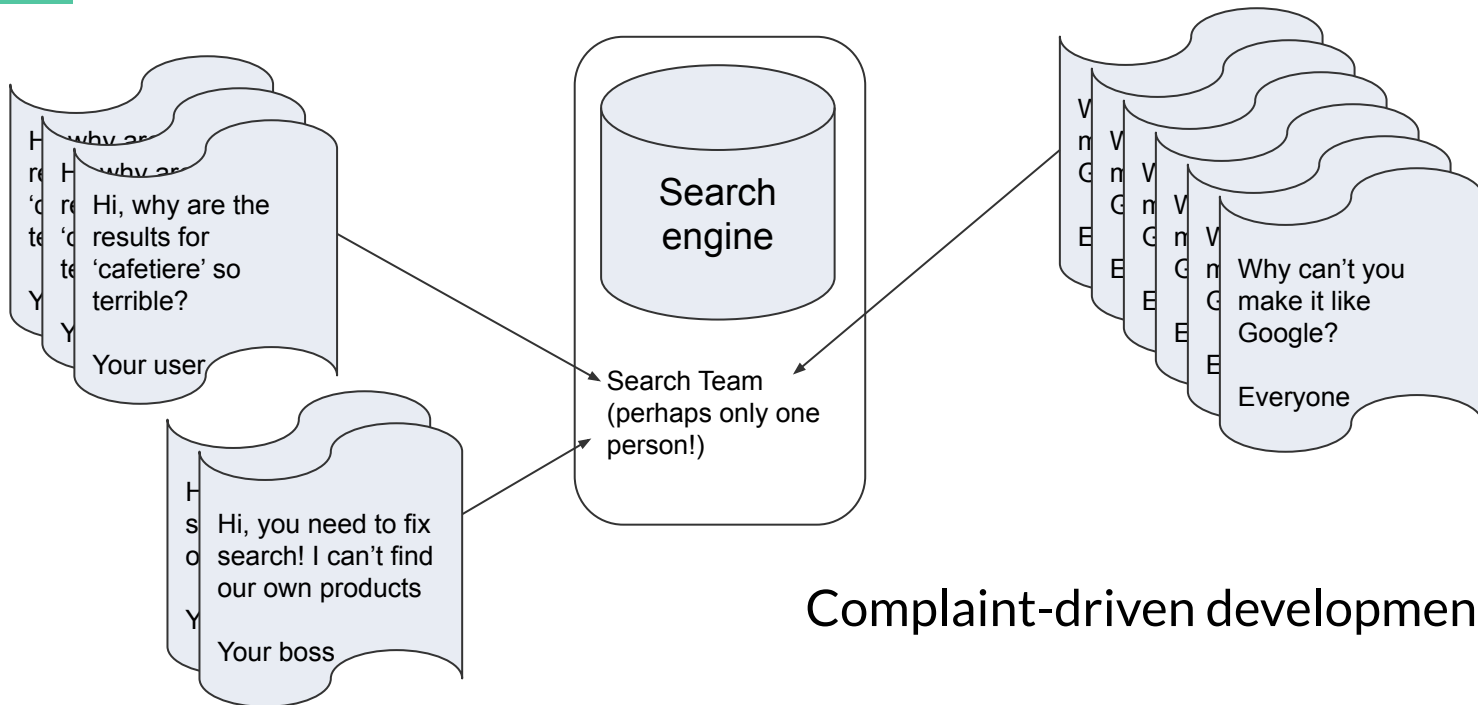 Hi, why are the
results for
‘cafetiere’ so
terrible?
Your user
Hi, you need to fix
search! I can’t find
our own products
Your boss
Search
engine
Search Team
(perhaps only one
person!)
Why can’t you
make it like
Google?
Everyone
Complaint-driven developmen